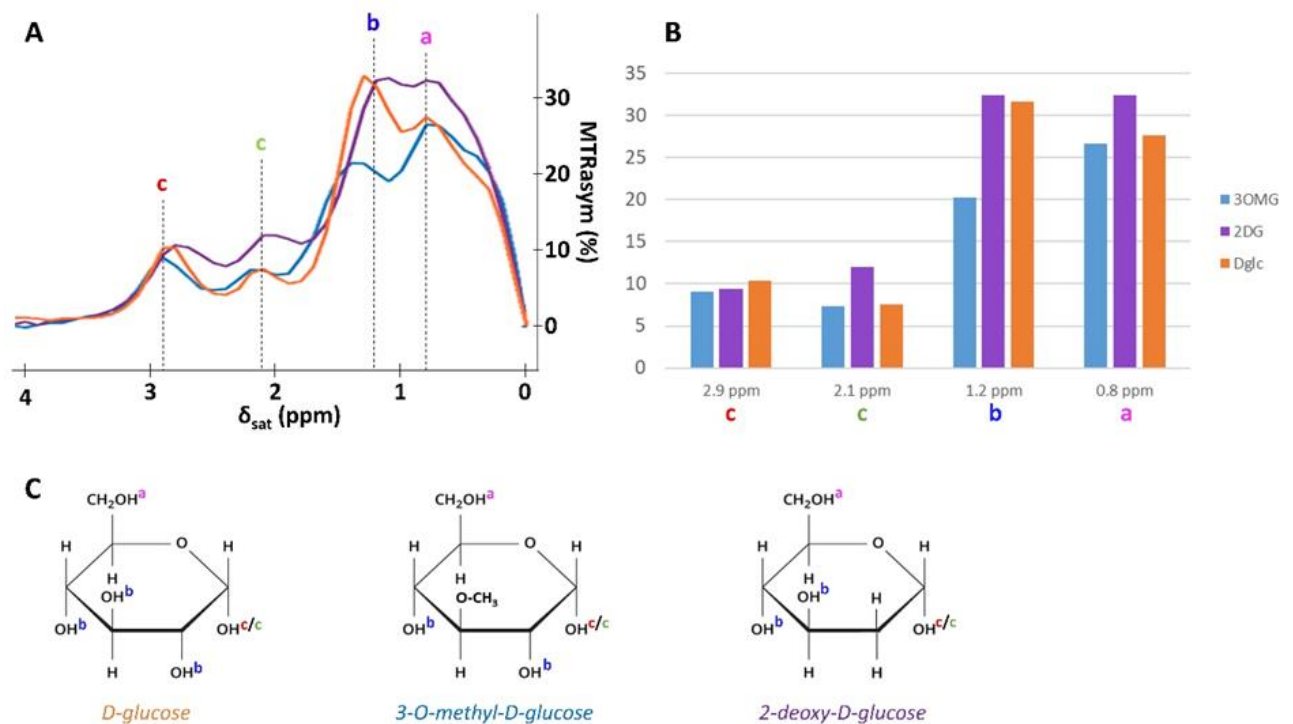 A
b
a
c
c
30
20
10
0
MTRasym (%)
4
3
2
1
0
δsat (ppm)
B
35
30
25
20
15
10
5
0
2.9 ppm
2.1 ppm
1.2 ppm
0.8 ppm
c
c
b
a
3OMG
2DG
Dglc
C
CH2OHa
H
O
H
H
OHb
OHb
OHc/c
H
OHb
D-glucose
CH2OHa
H
O
H
H
O-CH3
OHb
OHc/c
H
OHb
3-O-methyl-D-glucose
CH2OHa
H
O
H
H
OHb
H
OHb
OHc/c
H
H
2-deoxy-D-glucose